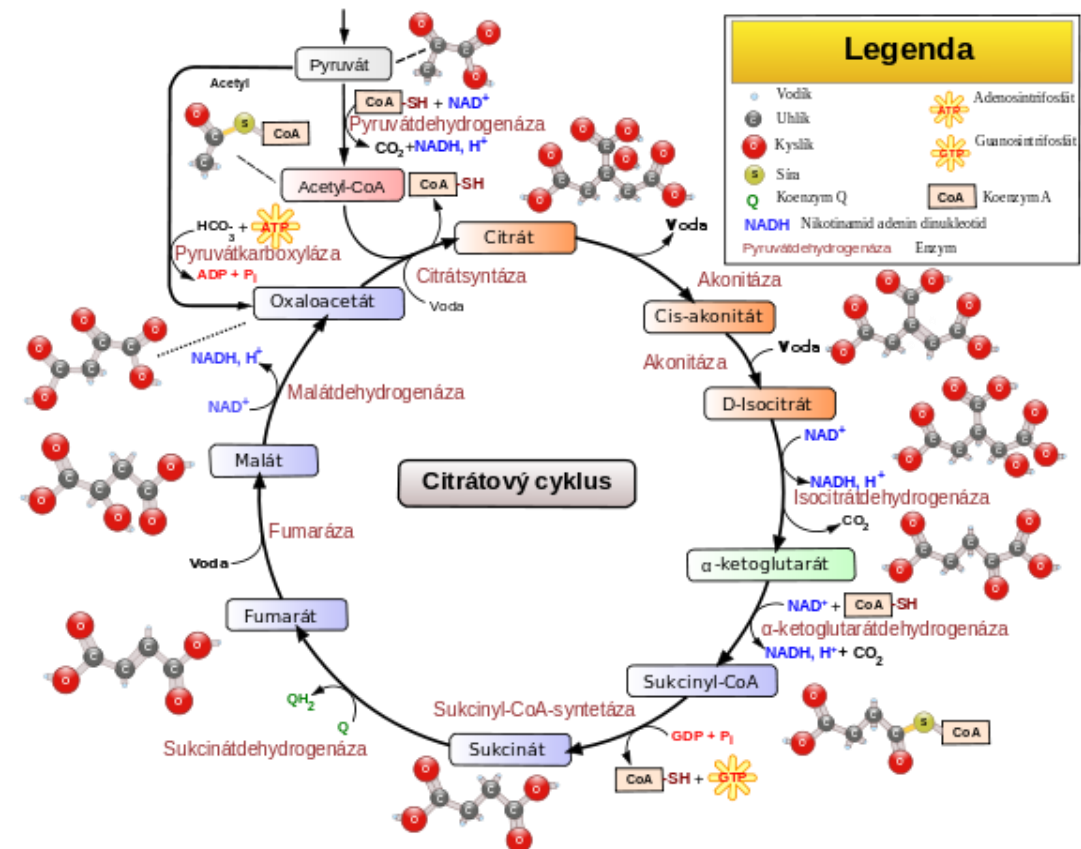 Pyruvát
Acetyl
CoA -SH + NAD+
Pyruvátdehydrogenáza
CO2+NADH, H+
S CoA
Acetyl-CoA
CoA -SH
HCO3- + ATP
Pyruvátkarboxyláza
ADP + Pi
Oxaloacetát
Citrát
Citrátsyntáza
Voda
Voda
Akonitáza
Cis-akonitát
Akonitáza
Voda
D-Isocitrát
NAD+
NADH, H+
Isocitrátdehydrogenáza
CO2
α-ketoglutarát
NAD+ + CoA -SH
α-ketoglutarátdehydrogenáza
NADH, H+ + CO2
Sukcinyl-CoA
S CoA
Sukcinyl-CoA-syntetáza
GDP + Pi
CoA -SH + GTP
Sukcinát
QH2
Q
Sukcinátdehydrogenáza
Fumarát
Voda
Fumaráza
Malát
NADH, H+
NAD+
Malátdehydrogenáza
Citrátový cyklus
Legenda
Vodík
C Uhlík
O Kyslík
S Síra
Q Koenzym Q
ATP Adenosintrifosfát
GTP Guanosintrifosfát
CoA Koenzym A
NADH Nikotinamid adenin dinukleotid
Pyruvátdehydrogenáza Enzym